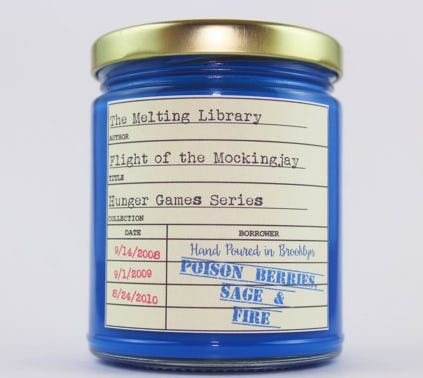 The Melting Library
AUTHOR
Flight of the Mockingjay
TITLE
Hunger Games Series
COLLECTION
DATE BORROWER
9/14/2008 Hand Poured in Brooklyn
9/1/2009 POISON BERRIES,
8/24/2010 SAGE &
FIRE